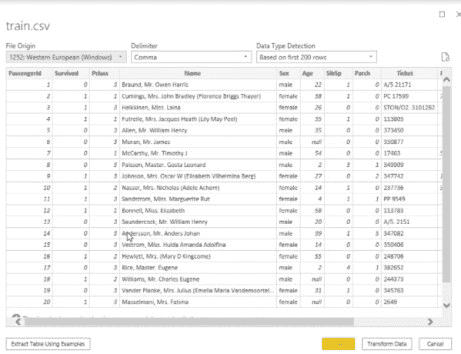 train.csv
File Origin Delimiter Data Type Detection
1252: Western European (Windows) Comma Based on first 200 rows
PassengerId Survived Pclass Name Sex Age SibSp Parch Ticket
1 0 3 Braund, Mr. Owen Harris male 22 1 0 A/5 21171
2 1 1 Cumings, Mrs. John Bradley (Florence Briggs Thayer) female 38 1 0 PC 17599
3 1 3 Heikkinen, Miss. Laina female 26 0 0 STON/O2. 3101282
4 1 1 Futrelle, Mrs. Jacques Heath (Lily May Peel) female 35 1 0 113803
5 0 3 Allen, Mr. William Henry male 35 0 0 373450
6 0 3 Moran, Mr. James male null 0 0 330877
7 0 1 McCarthy, Mr. Timothy J male 54 0 0 17463
8 0 3 Palsson, Master. Gosta Leonard male 2 3 1 349909
9 1 3 Johnson, Mrs. Oscar W (Elisabeth Vilhelmina Berg) female 27 0 2 347742
10 1 2 Nasser, Mrs. Nicholas (Adele Achem) female 14 1 0 237736
11 1 3 Sandstrom, Miss. Marguerite Rut female 4 1 1 PP 9549
12 1 1 Bonnell, Miss. Elizabeth female 58 0 0 113783
13 0 3 Saundercock, Mr. William Henry male 20 0 0 A/5. 2151
14 0 3 Andersson, Mr. Anders Johan male 39 1 5 347082
15 0 3 Vestrom, Miss. Hulda Amanda Adolfina female 14 0 0 350406
16 1 2 Hewlett, Mrs. (Mary D Kingcome) female 55 0 0 248706
17 0 3 Rice, Master. Eugene male 2 4 1 382652
18 1 2 Williams, Mr. Charles Eugene male null 0 0 244373
19 0 3 Vander Planke, Mrs. Julius (Emelia Maria Vandemoortel... female 31 1 0 345763
20 1 3 Masselmani, Mrs. Fatima female null 0 0 2649
Extract Table Using Examples Transform Data Cancel